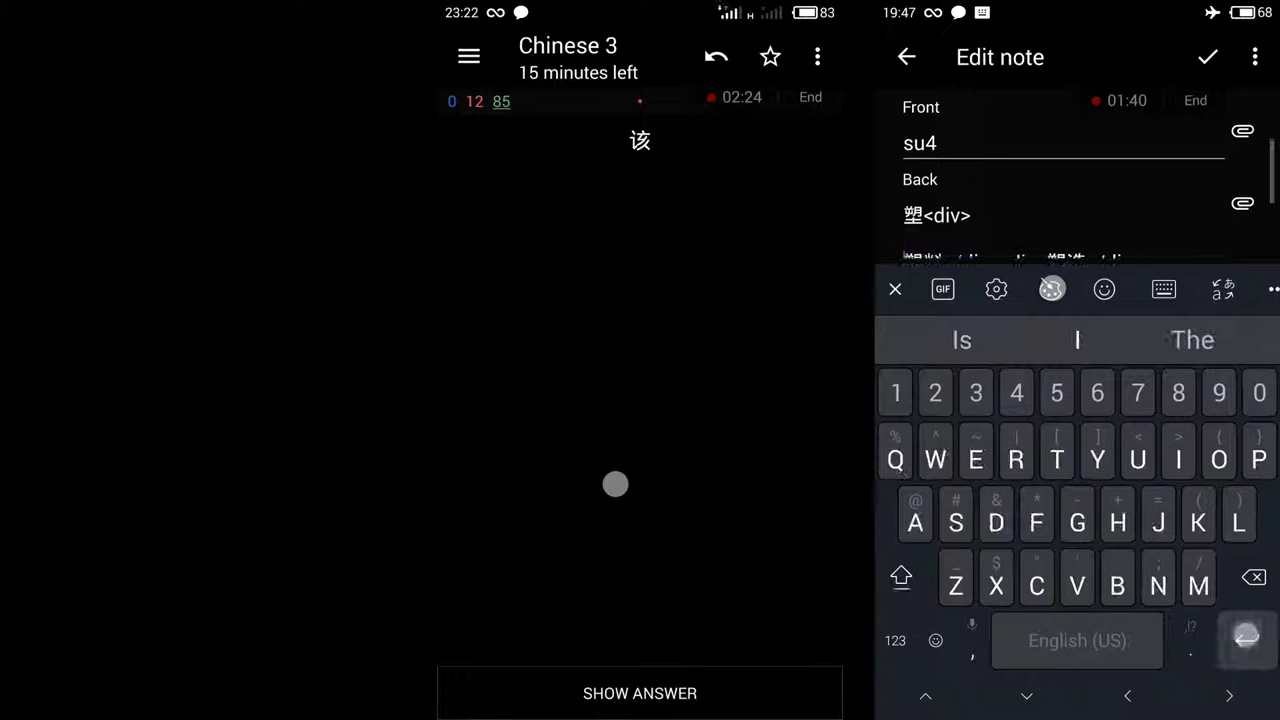 23:22
83
Chinese 3
15 minutes left
0 12 85
02:24
End
该
SHOW ANSWER
19:47
68
Edit note
01:40
End
Front
su4
Back
塑<div>
GIF
Is I The
1 2 3 4 5 6 7 8 9 0
% ^ ~ | [ ] < > { }
Q W E R T Y U I O P
@ # & * - + = ( )
A S D F G H J K L
_ $ " ' : ; /
Z X C V B N M
123
,
English (US)
,!?
.